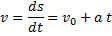 v = ds/dt = v₀ + a t